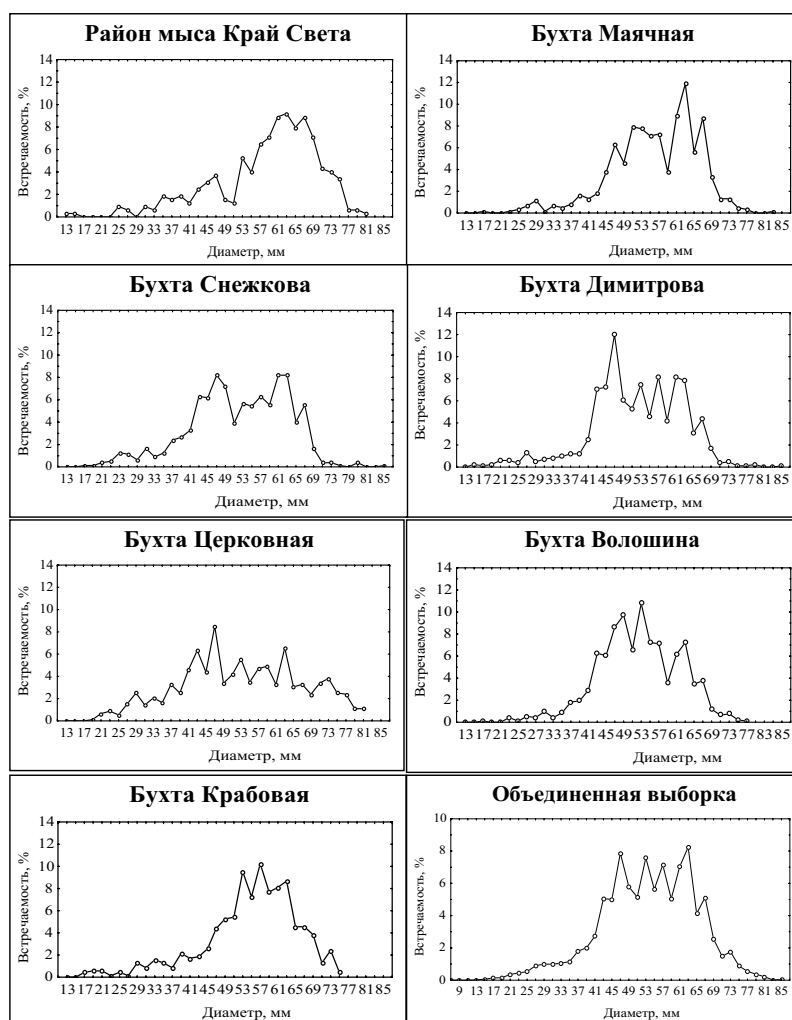 Район мыса Край Света
Встречаемость, %
14
12
10
8
6
4
2
0
13 17 21 25 29 33 37 41 45 49 53 57 61 65 69 73 77 81 85
Диаметр, мм
Бухта Маячная
Встречаемость, %
14
12
10
8
6
4
2
0
13 17 21 25 29 33 37 41 45 49 53 57 61 65 69 73 77 83 85
Диаметр, мм
Бухта Снежкова
Встречаемость, %
14
12
10
8
6
4
2
0
13 17 21 23 29 33 37 41 45 49 53 57 61 65 69 73 77 79 85
Диаметр, мм
Бухта Димитрова
Встречаемость, %
14
12
10
8
6
4
2
0
13 17 21 25 29 33 37 41 45 49 53 57 61 65 69 73 77 81 85
Диаметр, мм
Бухта Церковная
Встречаемость, %
14
12
10
8
6
4
2
0
13 17 21 25 29 33 37 41 45 49 53 57 61 65 69 73 77 81 85
Диаметр, мм
Бухта Волошина
Встречаемость, %
14
12
10
8
6
4
2
0
13 17 21 25 29 33 37 41 45 49 53 57 61 65 69 73 77 83 85
Диаметр, мм
Бухта Крабовая
Встречаемость, %
14
12
10
8
6
4
2
0
13 17 21 25 29 33 37 41 45 49 53 57 61 65 69 73 77 81 85
Диаметр, мм
Объединенная выборка
Встречаемость, %
10
8
6
4
2
0
9 13 17 21 25 29 33 37 41 45 49 53 57 61 65 69 73 77 81 85
Диаметр, мм